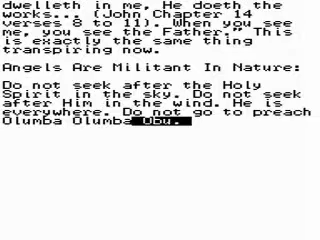 dwelleth in me, He doeth the
works... (John Chapter 14
verses 8 to 11). When you see
me, you see the Father." This
is exactly the same thing
transpiring now.
Angels Are Militant In Nature:
Do not seek after the Holy
Spirit in the sky. Do not seek
after Him in the wind. He is
everywhere. Do not go to preach
Olumba Olumba Obu.